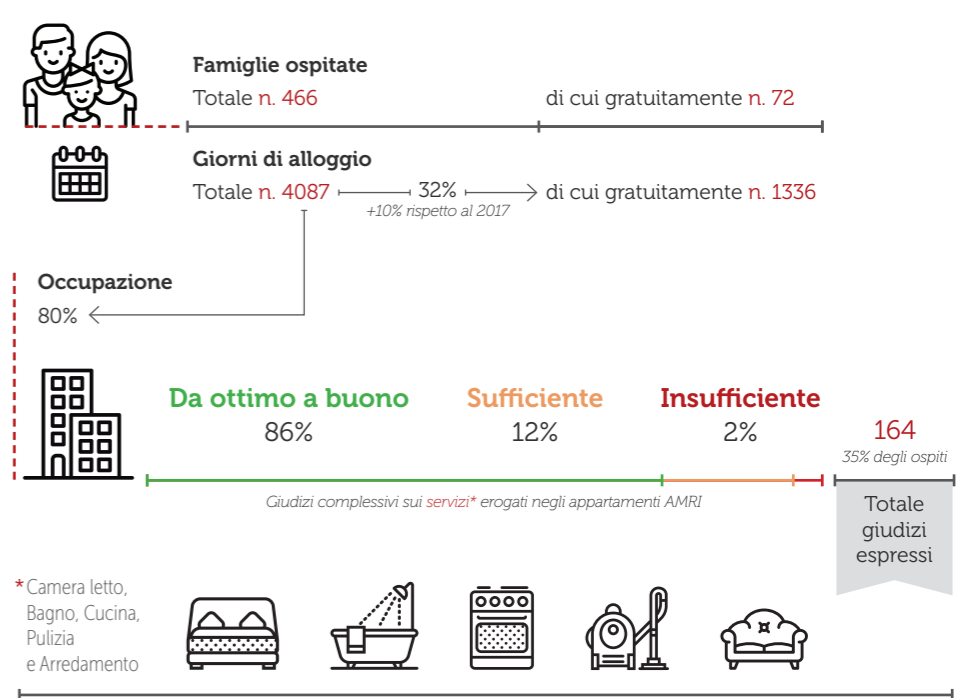 Famiglie ospitate
Totale n. 466
di cui gratuitamente n. 72
Giorni di alloggio
Totale n. 4087
32%
+10% rispetto al 2017
di cui gratuitamente n. 1336
Occupazione
80%
Da ottimo a buono
86%
Sufficiente
12%
Insufficiente
2%
164
35% degli ospiti
Totale
giudizi
espressi
Giudizi complessivi sui servizi* erogati negli appartamenti AMRI
* Camera letto,
Bagno, Cucina,
Pulizia
e Arredamento